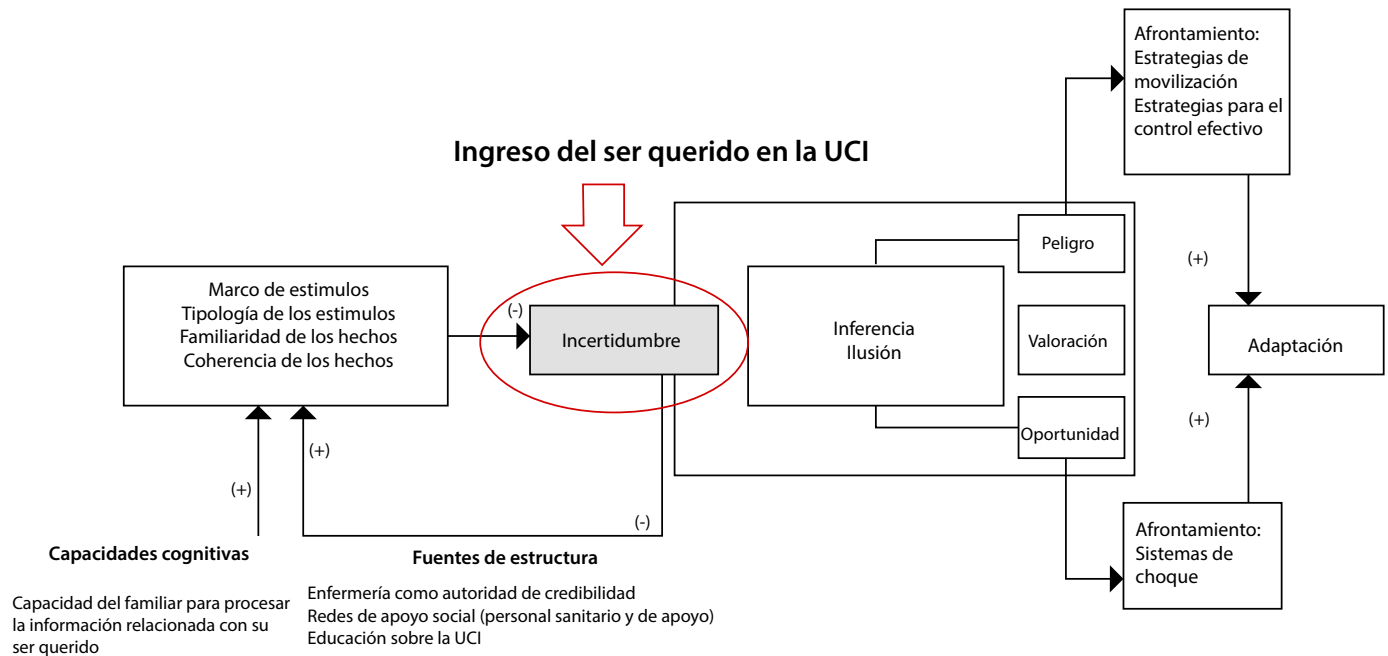 Afrontamiento:
Estrategias de
movilización
Estrategias para el
control efectivo
Ingreso del ser querido en la UCI
Peligro
(+)
Marco de estimulos
Tipología de los estimulos
Familiaridad de los hechos
Coherencia de los hechos
(-)
Incertidumbre
Inferencia
Ilusión
Valoración
Adaptación
Oportunidad
(+)
(+)
(+)
(-)
Afrontamiento:
Sistemas de
choque
Capacidades cognitivas
Capacidad del familiar para procesar
la información relacionada con su
ser querido
Fuentes de estructura
Enfermería como autoridad de credibilidad
Redes de apoyo social (personal sanitario y de apoyo)
Educación sobre la UCI